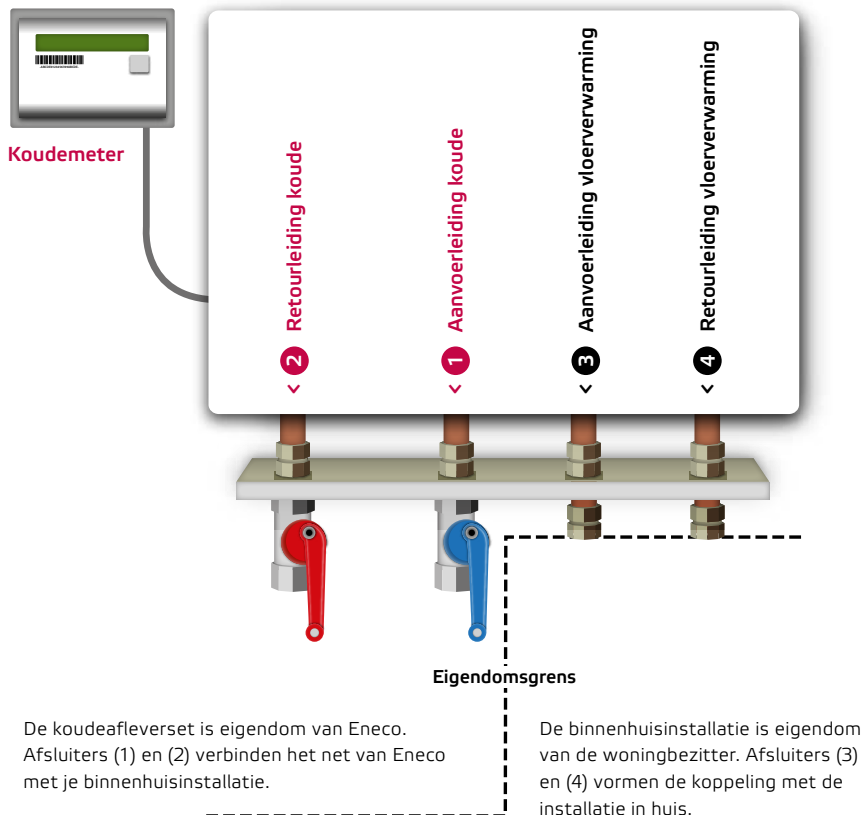 Koudemeter
2 Retourleiding koude
1 Aanvoerleiding koude
3 Aanvoerleiding vloerverwarming
4 Retourleiding vloerverwarming
Eigendomsgrens
De koudeafleverset is eigendom van Eneco.
Afsluiters (1) en (2) verbinden het net van Eneco
met je binnenhuisinstallatie.
De binnenhuisinstallatie is eigendom
van de woningbezitter. Afsluiters (3)
en (4) vormen de koppeling met de
installatie in huis.